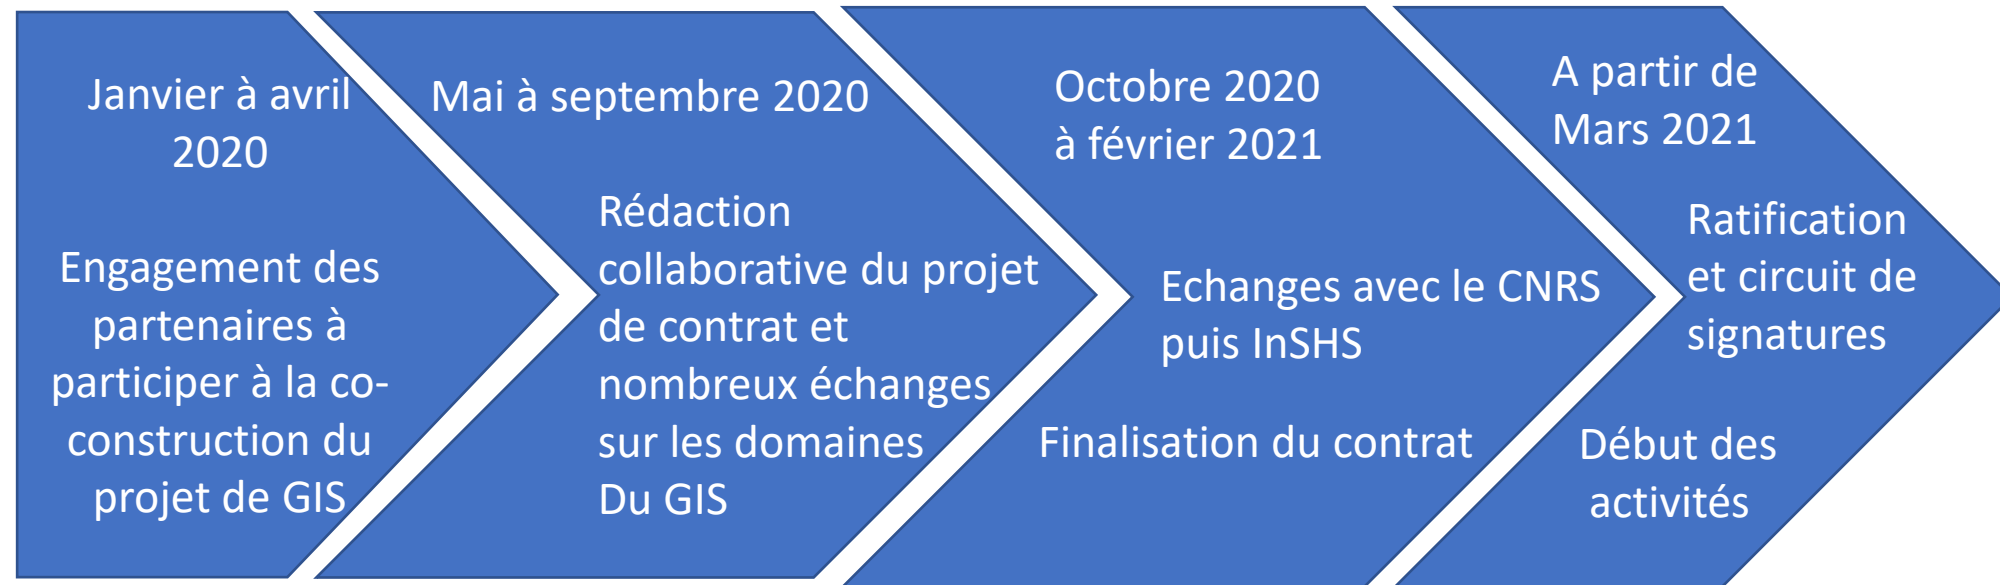 Janvier à avril
2020
Engagement des
partenaires à
participer à la co-
construction du
projet de GIS
Mai à septembre 2020
Rédaction
collaborative du projet
de contrat et
nombreux échanges
sur les domaines
Du GIS
Octobre 2020
à février 2021
Echanges avec le CNRS
puis InSHS
Finalisation du contrat
A partir de
Mars 2021
Ratification
et circuit de
signatures
Début des
activités